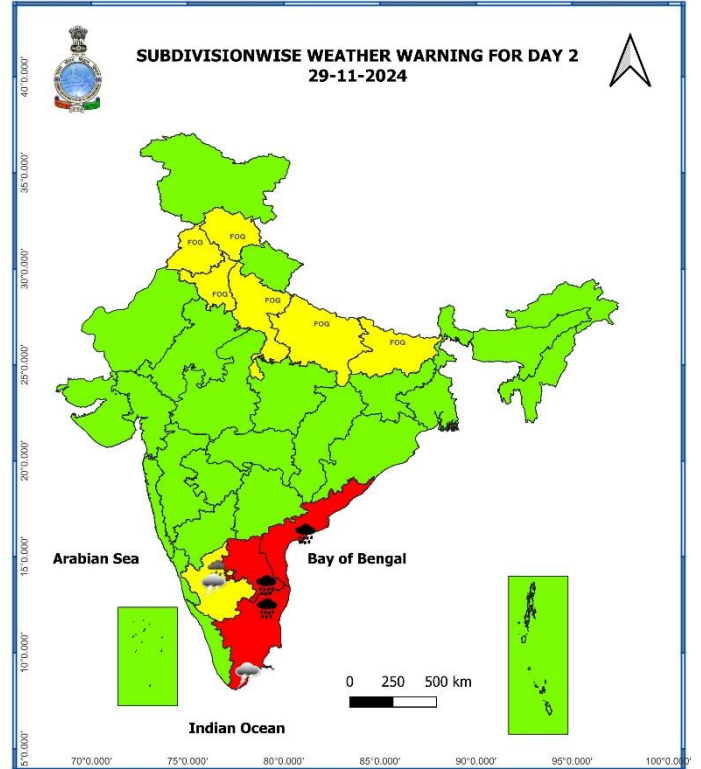 SUBDIVISIONWISE WEATHER WARNING FOR DAY 2
29-11-2024
40°0.000'
35°0.000'
30°0.000'
25°0.000'
20°0.000'
15°0.000'
10°0.000'
5°0.000'
FOG
FOG
FOG
FOG
FOG
FOG
Arabian Sea
Bay of Bengal
0 250 500 km
Indian Ocean
70°0.000' 75°0.000' 80°0.000' 85°0.000' 90°0.000' 95°0.000' 100°0.000'